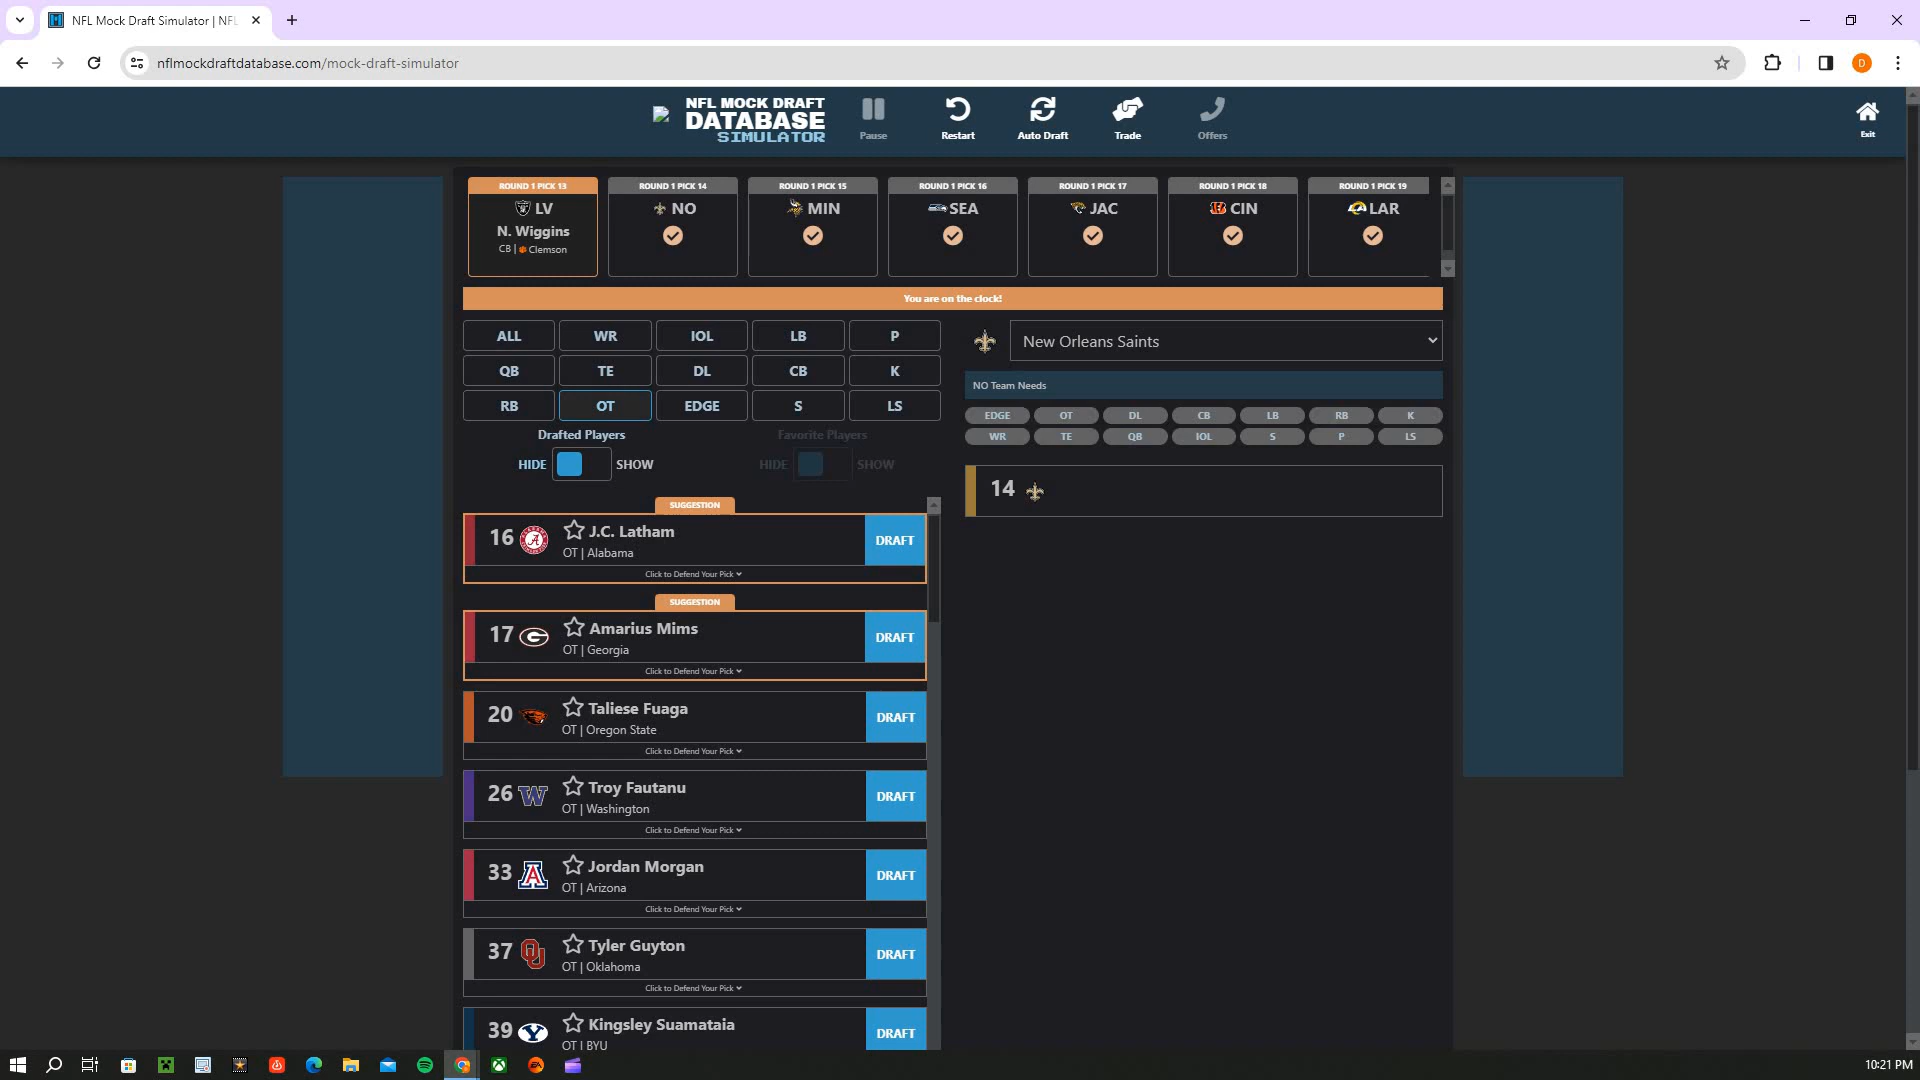 NFL Mock Draft Simulator | NFL
nflmockdraftdatabase.com/mock-draft-simulator
D
NFL MOCK DRAFT
DATABASE
SIMULATOR
Pause
Restart
Auto Draft
Trade
Offers
Exit
ROUND 1 PICK 13
LV
N. Wiggins
CB | Clemson
ROUND 1 PICK 14
NO
ROUND 1 PICK 15
MIN
ROUND 1 PICK 16
SEA
ROUND 1 PICK 17
JAC
ROUND 1 PICK 18
CIN
ROUND 1 PICK 19
LAR
You are on the clock!
ALL WR IOL LB P
QB TE DL CB K
RB OT EDGE S LS
Drafted Players
HIDE SHOW
Favorite Players
HIDE SHOW
New Orleans Saints
NO Team Needs
EDGE OT DL CB LB RB K
WR TE QB IOL S P LS
14
SUGGESTION
16 J.C. Latham
OT | Alabama
DRAFT
Click to Defend Your Pick
SUGGESTION
17 Amarius Mims
OT | Georgia
DRAFT
Click to Defend Your Pick
20 Taliese Fuaga
OT | Oregon State
DRAFT
Click to Defend Your Pick
26 Troy Fautanu
OT | Washington
DRAFT
Click to Defend Your Pick
33 Jordan Morgan
OT | Arizona
DRAFT
Click to Defend Your Pick
37 Tyler Guyton
OT | Oklahoma
DRAFT
Click to Defend Your Pick
39 Kingsley Suamataia
OT | BYU
DRAFT
10:21 PM